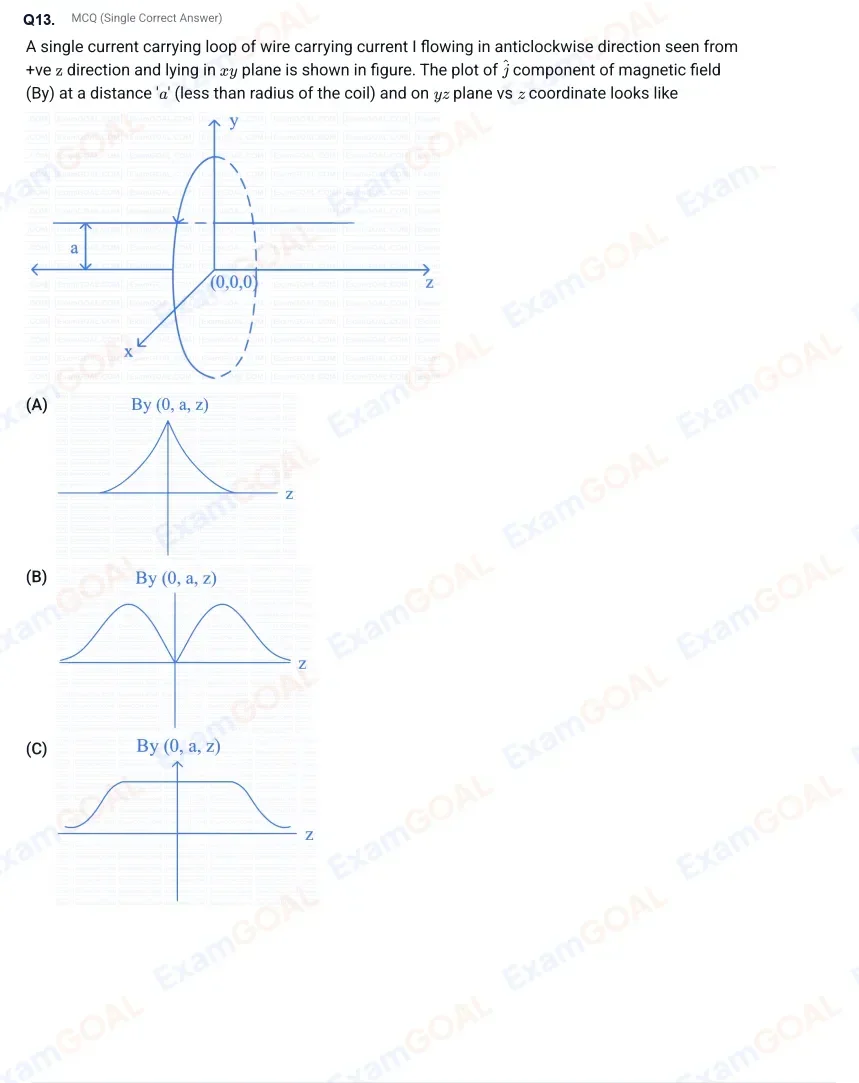 Q13. MCQ (Single Correct Answer)
A single current carrying loop of wire carrying current I flowing in anticlockwise direction seen from
+ve z direction and lying in xy plane is shown in figure. The plot of ĵ component of magnetic field
(By) at a distance 'a' (less than radius of the coil) and on yz plane vs z coordinate looks like
y
a
(0,0,0)
z
x
(A)
By (0, a, z)
z
(B)
By (0, a, z)
z
(C)
By (0, a, z)
z
ExamGOAL